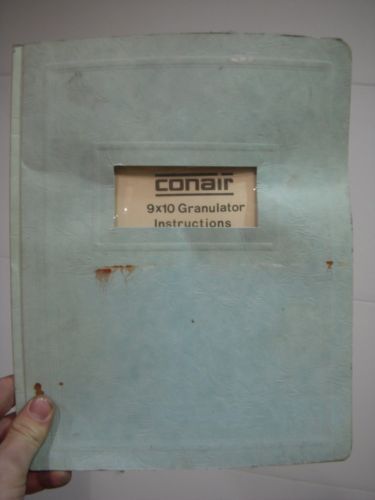 conair
9x10 Granulator
Instructions